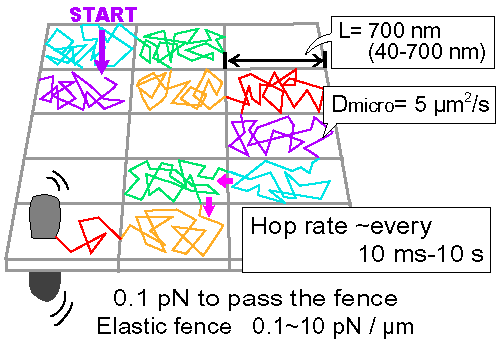 START
L= 700 nm
(40-700 nm)
Dmicro= 5 µm²/s
Hop rate ~every
10 ms-10 s
0.1 pN to pass the fence
Elastic fence 0.1~10 pN / µm